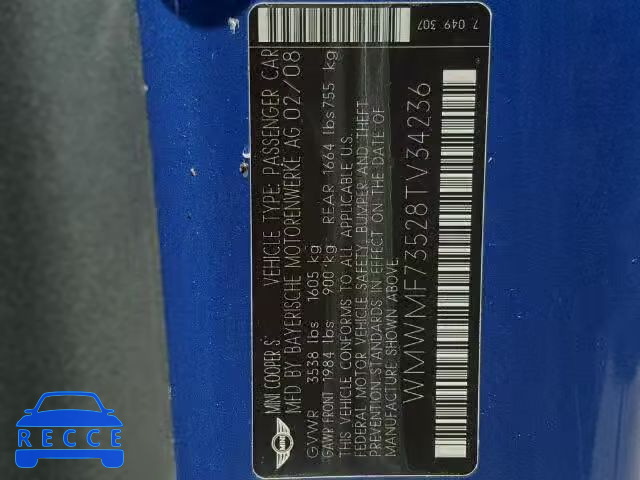 MINI COOPER S
VEHICLE TYPE: PASSENGER CAR
MFD BY BAYERISCHE MOTORENWERKE AG 02/08
GVWR 3538 lbs 1605 kg
GAWR FRONT 1984 lbs 900 kg REAR 1664 lbs 755 kg
THIS VEHICLE CONFORMS TO ALL APPLICABLE U.S.
FEDERAL MOTOR VEHICLE SAFETY, BUMPER AND THEFT
PREVENTION STANDARDS IN EFFECT ON THE DATE OF
MANUFACTURE SHOWN ABOVE.
WMWMF73528TV34236
7 049 307
MINI
RECCE